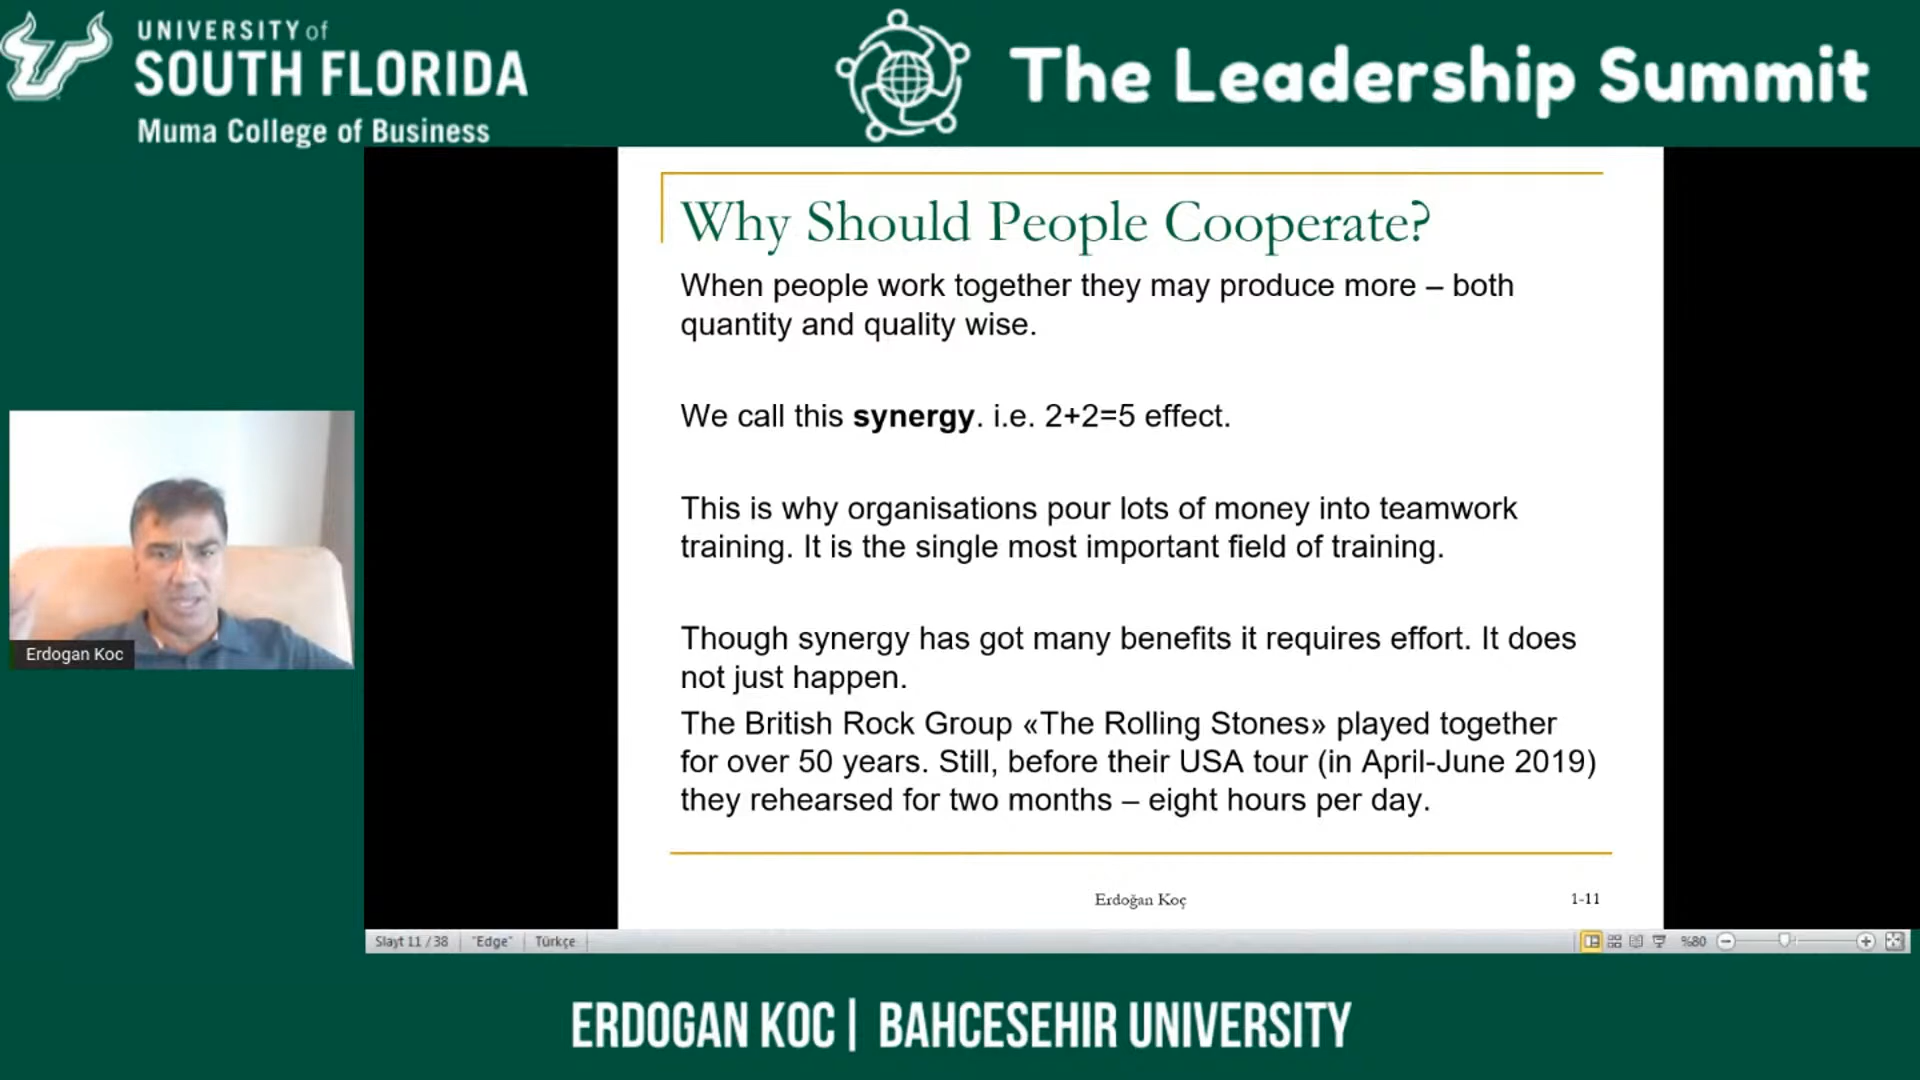 UNIVERSITY of
SOUTH FLORIDA
Muma College of Business
The Leadership Summit
Why Should People Cooperate?
When people work together they may produce more – both
quantity and quality wise.
We call this synergy. i.e. 2+2=5 effect.
This is why organisations pour lots of money into teamwork
training. It is the single most important field of training.
Though synergy has got many benefits it requires effort. It does
not just happen.
The British Rock Group «The Rolling Stones» played together
for over 50 years. Still, before their USA tour (in April-June 2019)
they rehearsed for two months – eight hours per day.
Erdoğan Koç
1-11
Erdogan Koc
Slayt 11 / 38
"Edge"
Türkçe
%80
ERDOGAN KOC | BAHCESEHIR UNIVERSITY